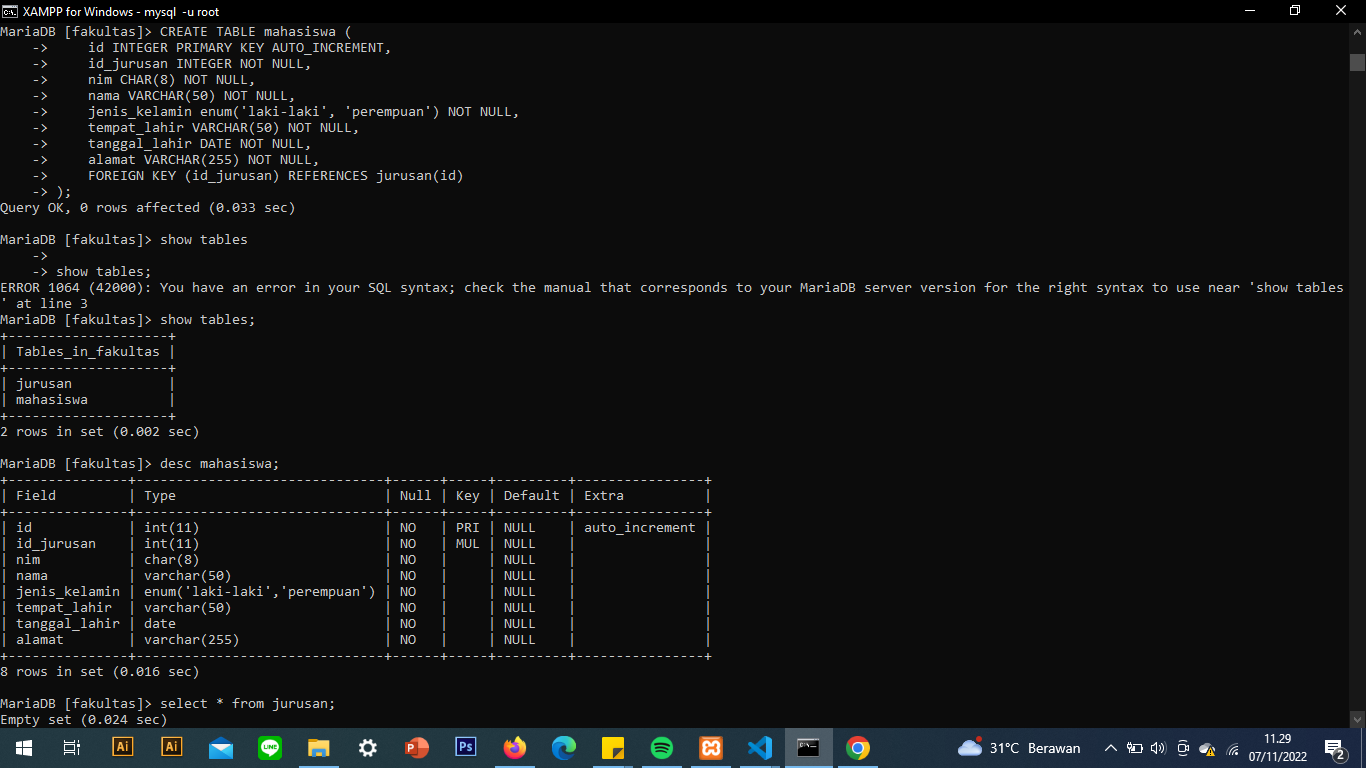 XAMPP for Windows - mysql  -u root
MariaDB [fakultas]> CREATE TABLE mahasiswa (
    ->     id INTEGER PRIMARY KEY AUTO_INCREMENT,
    ->     id_jurusan INTEGER NOT NULL,
    ->     nim CHAR(8) NOT NULL,
    ->     nama VARCHAR(50) NOT NULL,
    ->     jenis_kelamin enum('laki-laki', 'perempuan') NOT NULL,
    ->     tempat_lahir VARCHAR(50) NOT NULL,
    ->     tanggal_lahir DATE NOT NULL,
    ->     alamat VARCHAR(255) NOT NULL,
    ->     FOREIGN KEY (id_jurusan) REFERENCES jurusan(id)
    -> );
Query OK, 0 rows affected (0.033 sec)
MariaDB [fakultas]> show tables
    ->
    -> show tables;
ERROR 1064 (42000): You have an error in your SQL syntax; check the manual that corresponds to your MariaDB server version for the right syntax to use near 'show tables
' at line 3
MariaDB [fakultas]> show tables;
+--------------------+
| Tables_in_fakultas |
+--------------------+
| jurusan            |
| mahasiswa          |
+--------------------+
2 rows in set (0.002 sec)
MariaDB [fakultas]> desc mahasiswa;
+---------------+-------------------------------+------+-----+---------+----------------+
| Field         | Type                          | Null | Key | Default | Extra          |
+---------------+-------------------------------+------+-----+---------+----------------+
| id            | int(11)                       | NO   | PRI | NULL    | auto_increment |
| id_jurusan    | int(11)                       | NO   | MUL | NULL    |                |
| nim           | char(8)                       | NO   |     | NULL    |                |
| nama          | varchar(50)                   | NO   |     | NULL    |                |
| jenis_kelamin | enum('laki-laki','perempuan') | NO   |     | NULL    |                |
| tempat_lahir  | varchar(50)                   | NO   |     | NULL    |                |
| tanggal_lahir | date                          | NO   |     | NULL    |                |
| alamat        | varchar(255)                  | NO   |     | NULL    |                |
+---------------+-------------------------------+------+-----+---------+----------------+
8 rows in set (0.016 sec)
MariaDB [fakultas]> select * from jurusan;
Empty set (0.024 sec)
Ai Ai LINE P Ps 31°C Berawan 11.29
07/11/2022 2